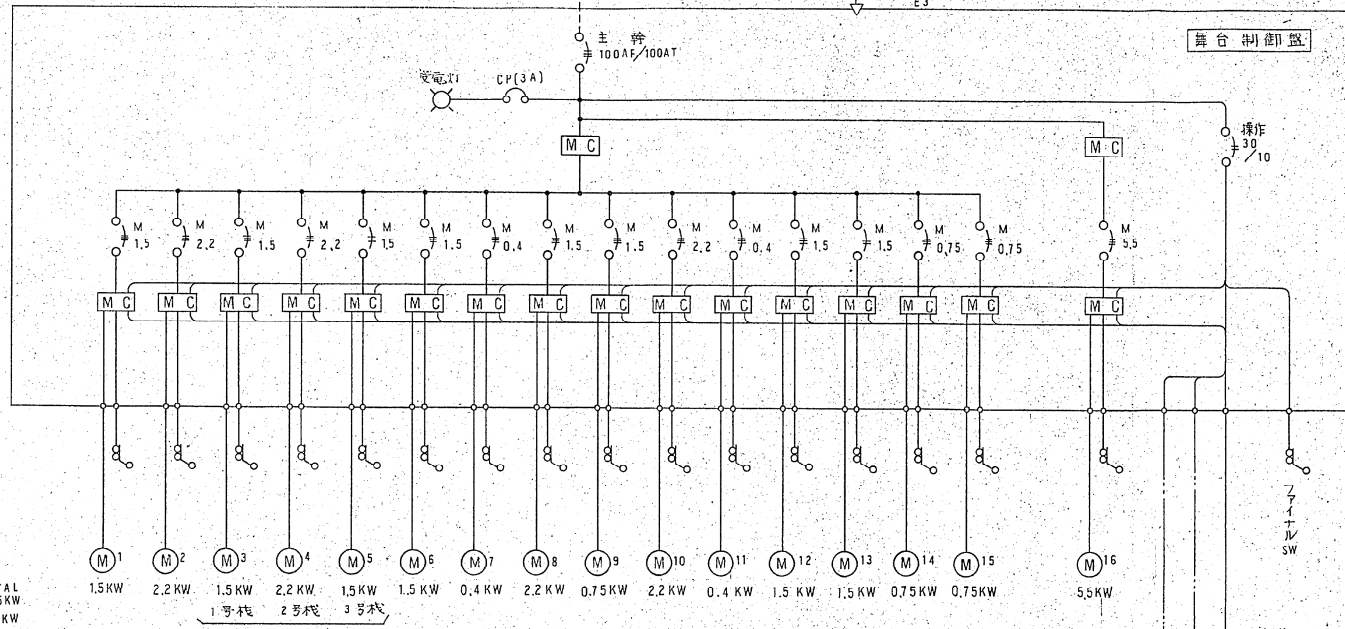 E3
舞台制御盤
主幹
100AF/100AT
受電灯
CP(3A)
MC
MC
操作
30/10
M M M M M M M M M M M M M M M M
1.5 2.2 1.5 2.2 1.5 1.5 0.4 1.5 1.5 2.2 0.4 1.5 1.5 0.75 0.75 5.5
MC MC MC MC MC MC MC MC MC MC MC MC MC MC MC MC
ファイナル
SW
M1 M2 M3 M4 M5 M6 M7 M8 M9 M10 M11 M12 M13 M14 M15 M16
1.5KW 2.2KW 1.5KW 2.2KW 1.5KW 1.5KW 0.4KW 2.2KW 0.75KW 2.2KW 0.4KW 1.5KW 1.5KW 0.75KW 0.75KW 5.5KW
1号桟 2号桟 3号桟
KW
KW